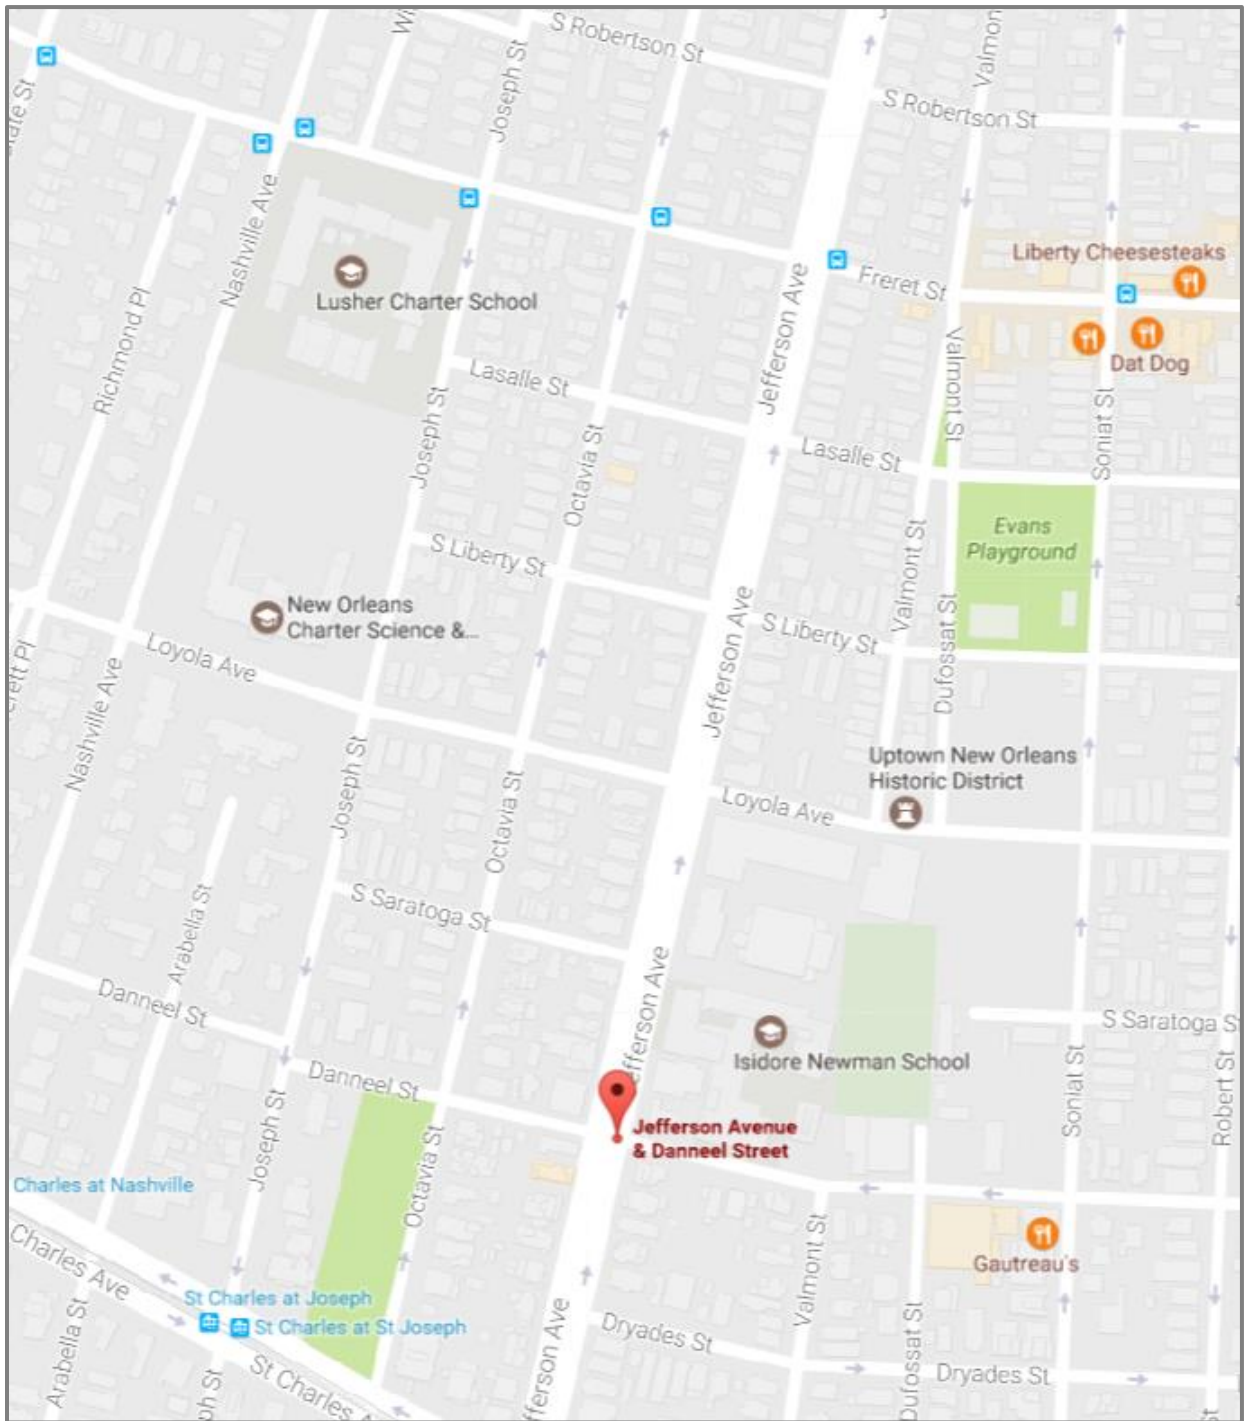 S Robertson St
Joseph St
S Robertson St
Nashville Ave
Liberty Cheesesteaks
Freret St
Lusher Charter School
Richmond Pl
Jefferson Ave
Dat Dog
Valmont St
Lasalle St
Joseph St
Soniat St
Octavia St
Lasalle St
Evans
Playground
Valmont St
S Liberty St
New Orleans
Charter Science &...
S Liberty St
Dufossat St
Jefferson Ave
Loyola Ave
Nashville Ave
Joseph St
Uptown New Orleans
Historic District
Loyola Ave
Octavia St
S Saratoga St
Arabella St
Danneel St
Jefferson Ave
S Saratoga S
Isidore Newman School
Danneel St
Soniat St
Robert St
Jefferson Avenue
& Danneel Street
Joseph St
Octavia St
Charles at Nashville
Charles Ave
Valmont St
Gautreau's
St Charles at Joseph
St Charles at St Joseph
Arabella St
Dryades St
Dufossat St
Dryades St
St Charles A
fferson Ave
ph St